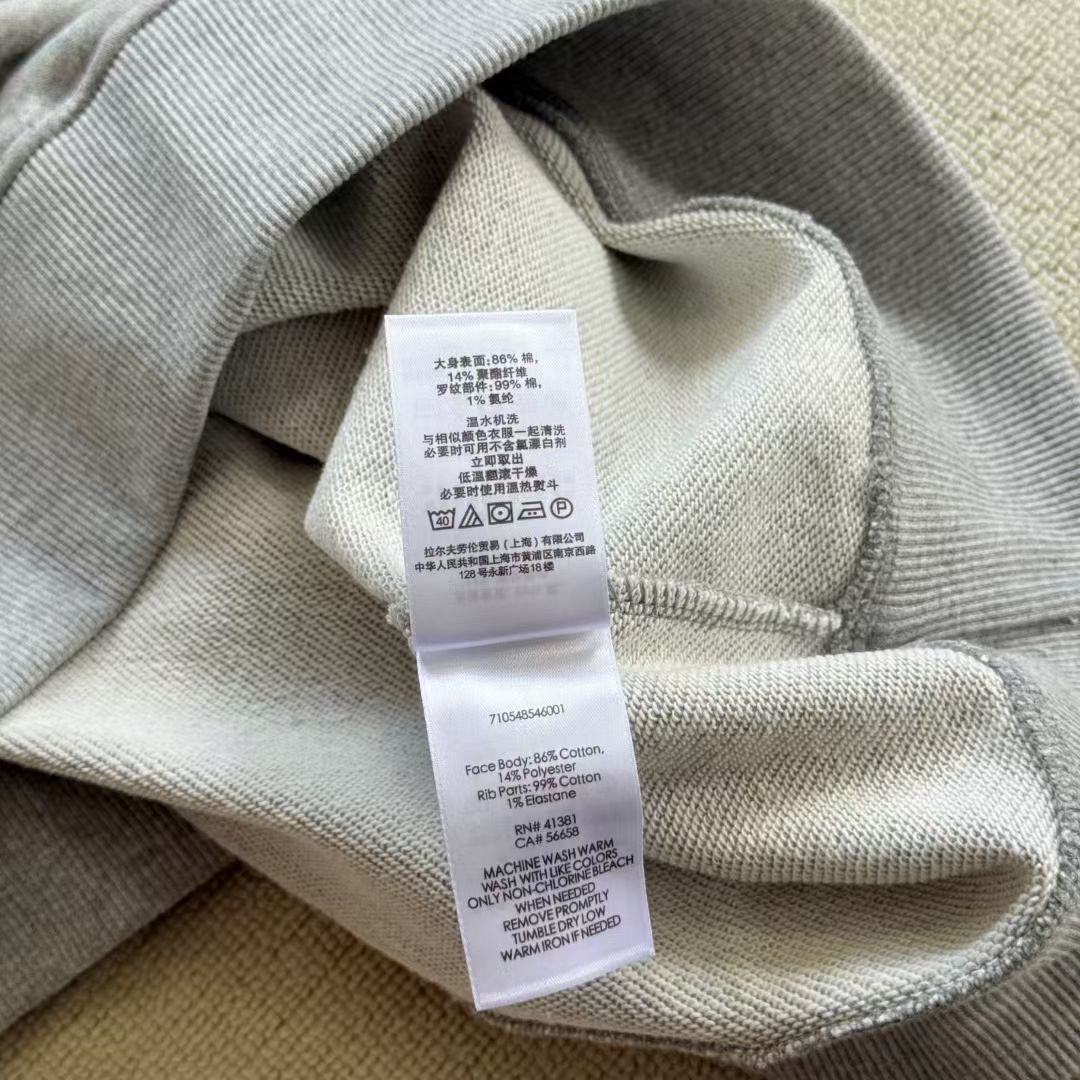 大身表面:86% 棉,
14% 聚酯纤维
罗纹部件:99% 棉,
1% 氨纶
温水机洗
与相似颜色衣服一起清洗
必要时可用不含氯漂白剂
立即取出
低温翻滚干燥
必要时使用温热熨斗
40 P
拉尔夫劳伦贸易(上海)有限公司
中华人民共和国上海市黄浦区南京西路
128 号永新广场18 楼
710548546001
Face Body: 86% Cotton,
14% Polyester
Rib Parts: 99% Cotton
1% Elastane
RN# 41381
CA# 56658
MACHINE WASH WARM
WASH WITH LIKE COLORS
ONLY NON-CHLORINE BLEACH
WHEN NEEDED
REMOVE PROMPTLY
TUMBLE DRY LOW
WARM IRON IF NEEDED